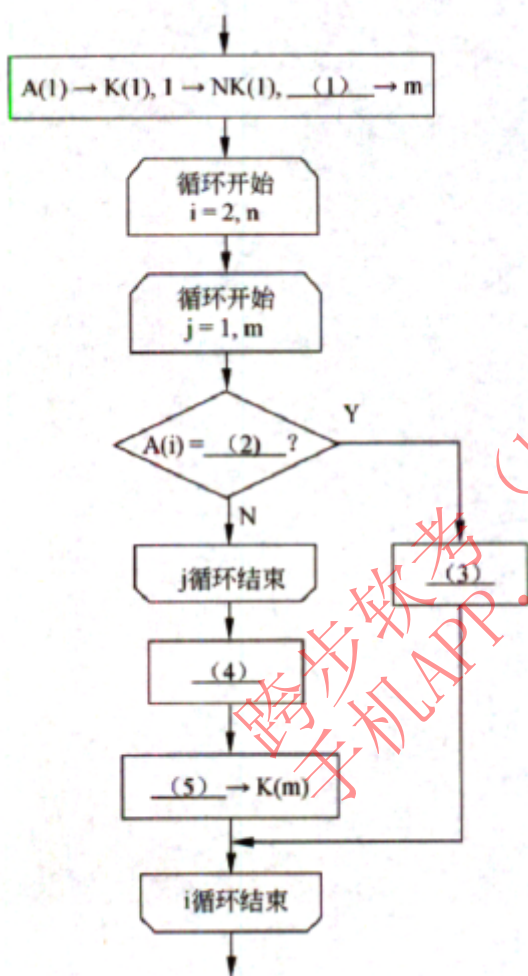 A(1) → K(1), 1 → NK(1), （1） → m
循环开始
i = 2, n
循环开始
j = 1, m
A(i) = （2） ?
Y
N
j循环结束
（3）
（4）
（5） → K(m)
i循环结束
跨步软考（
手机APP